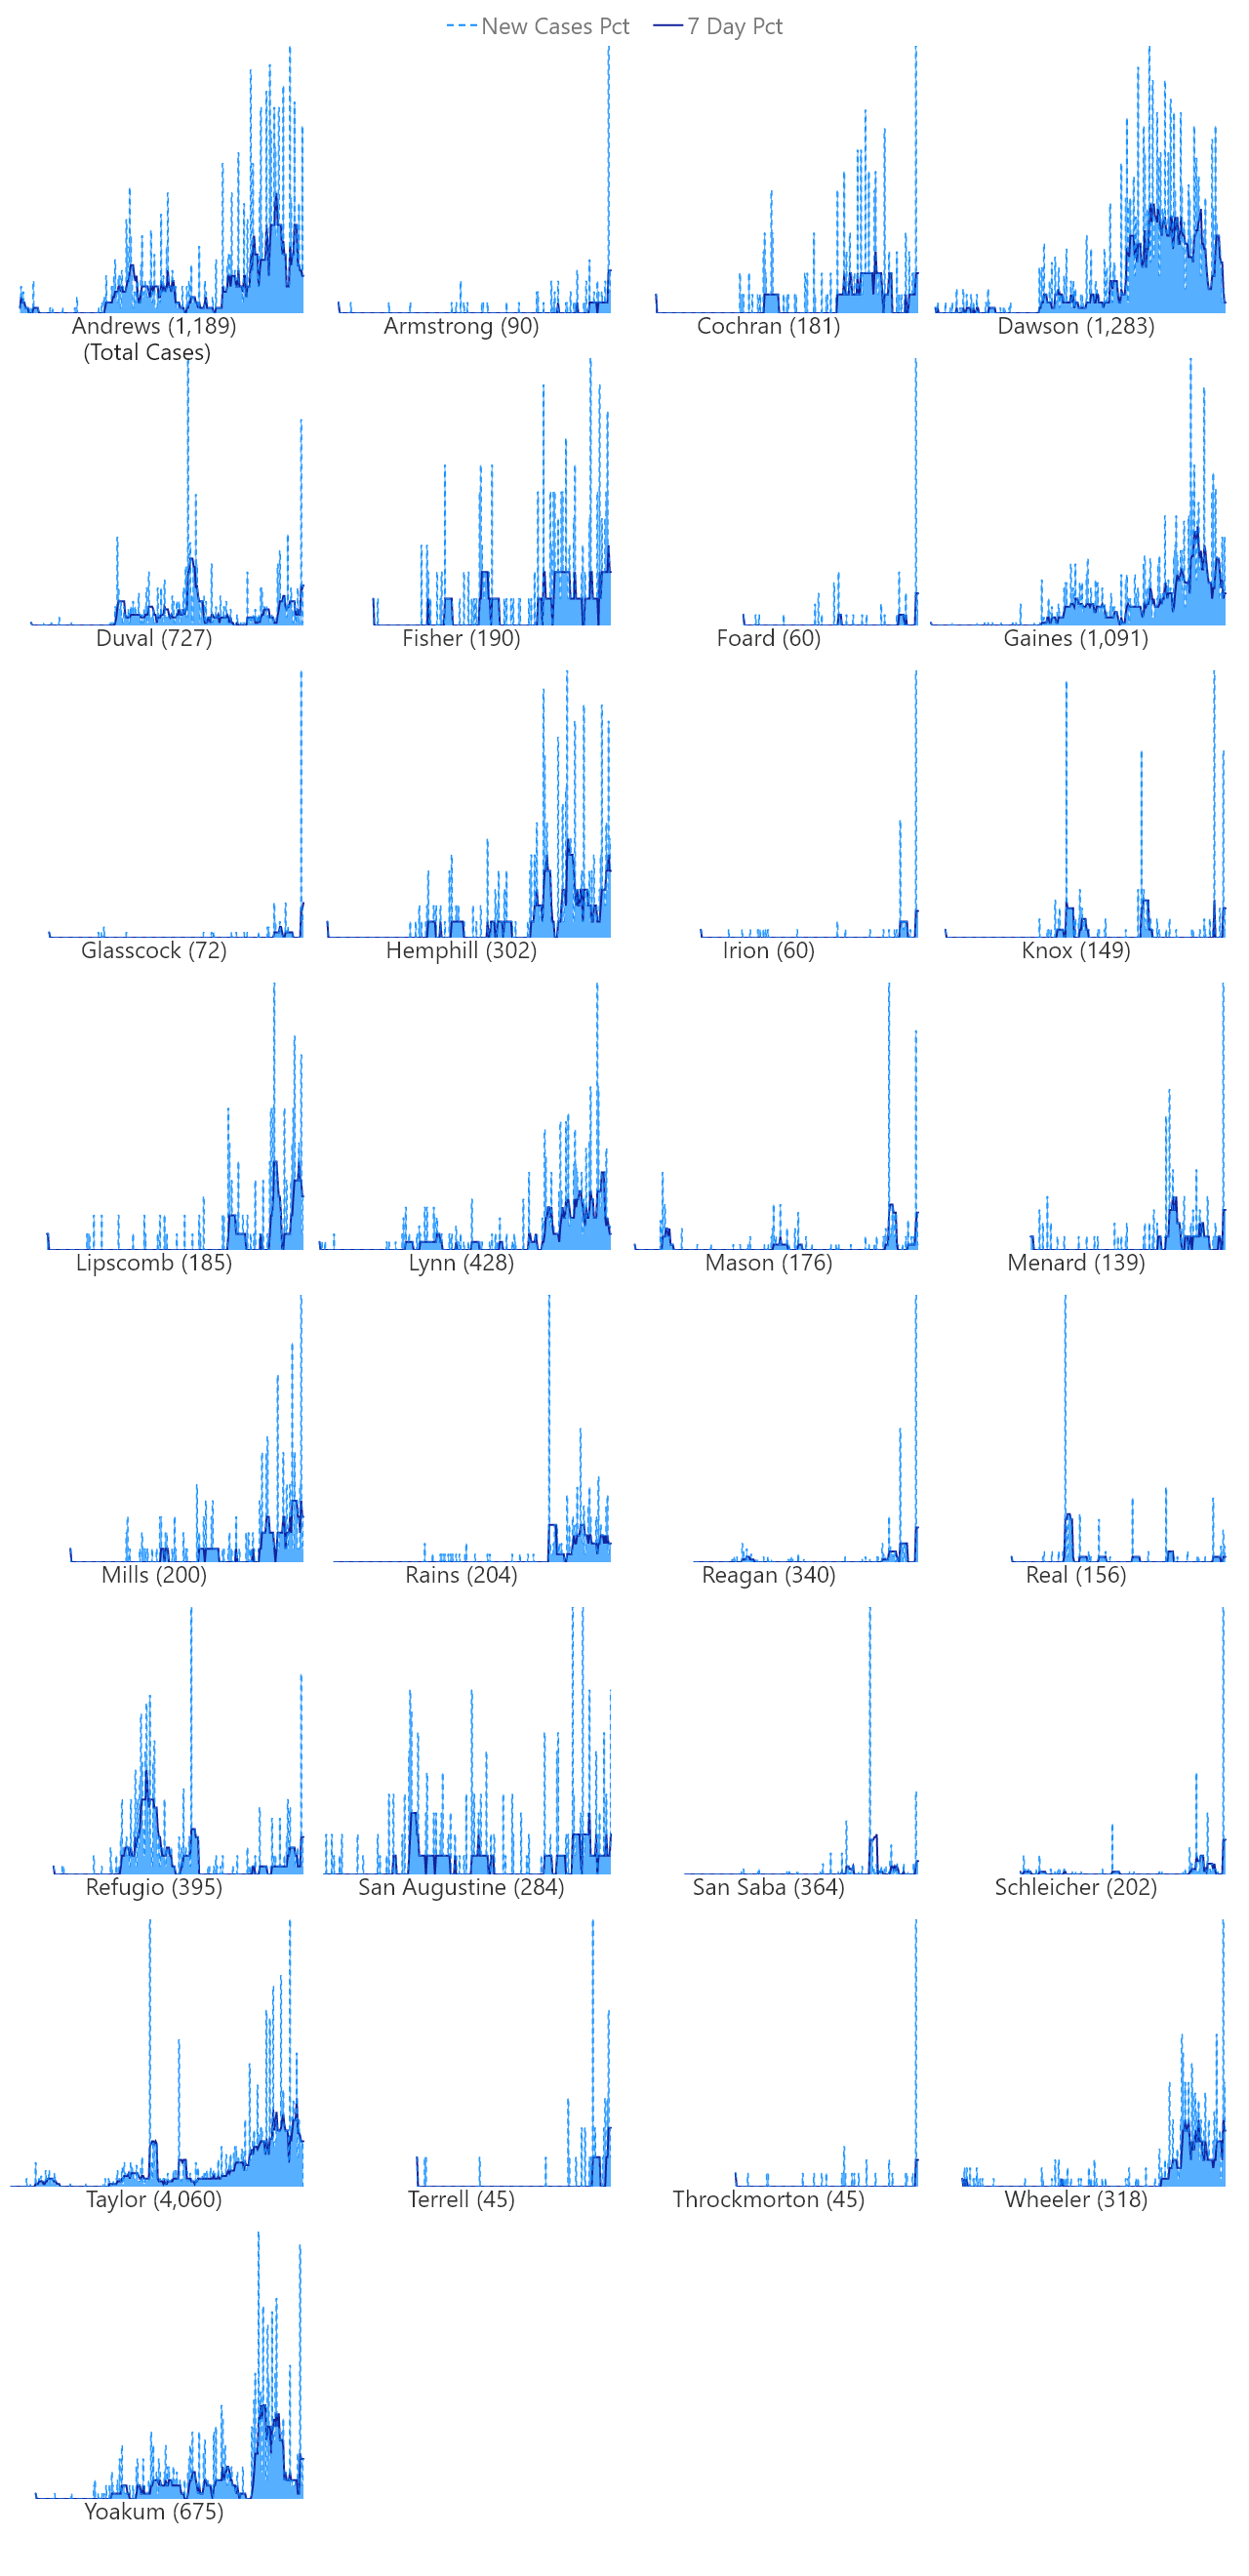 New Cases Pct 7 Day Pct
Andrews (1,189) Armstrong (90) Cochran (181) Dawson (1,283)
(Total Cases)
Duval (727) Fisher (190) Foard (60) Gaines (1,091)
Glasscock (72) Hemphill (302) Irion (60) Knox (149)
Lipscomb (185) Lynn (428) Mason (176) Menard (139)
Mills (200) Rains (204) Reagan (340) Real (156)
Refugio (395) San Augustine (284) San Saba (364) Schleicher (202)
Taylor (4,060) Terrell (45) Throckmorton (45) Wheeler (318)
Yoakum (675)